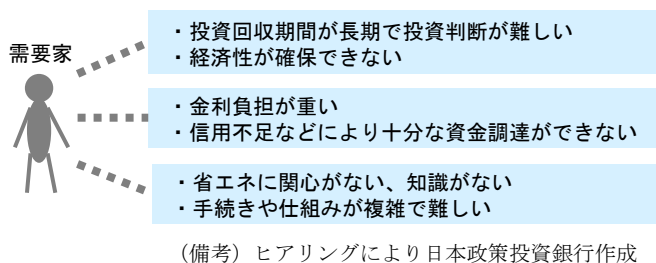 需要家
・投資回収期間が長期で投資判断が難しい
・経済性が確保できない
・金利負担が重い
・信用不足などにより十分な資金調達ができない
・省エネに関心がない、知識がない
・手続きや仕組みが複雑で難しい
（備考）ヒアリングにより日本政策投資銀行作成